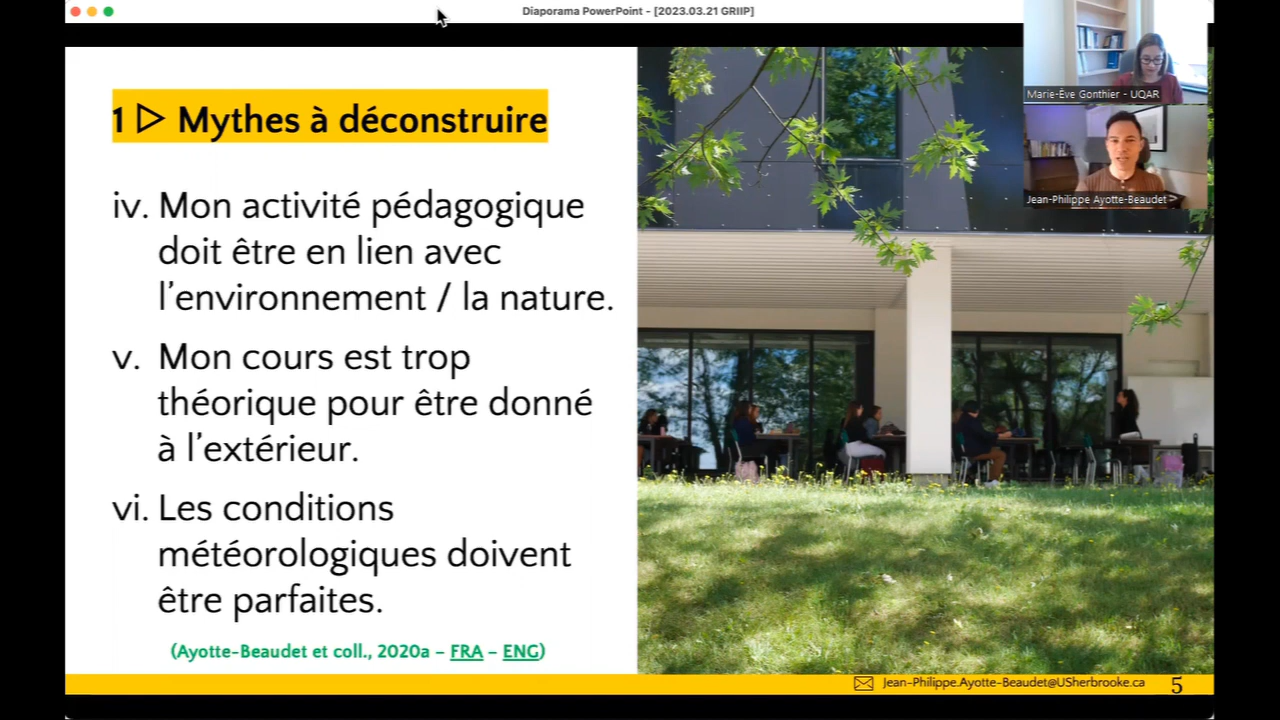 Diaporama PowerPoint - [2023.03.21 GRIIP]
Marie-Ève Gonthier - UQAR
Jean-Philippe Ayotte-Beaudet
1 ▷ Mythes à déconstruire
iv. Mon activité pédagogique
doit être en lien avec
l’environnement / la nature.
v. Mon cours est trop
théorique pour être donné
à l’extérieur.
vi. Les conditions
météorologiques doivent
être parfaites.
(Ayotte-Beaudet et coll., 2020a – FRA – ENG)
Jean-Philippe.Ayotte-Beaudet@USherbrooke.ca 5